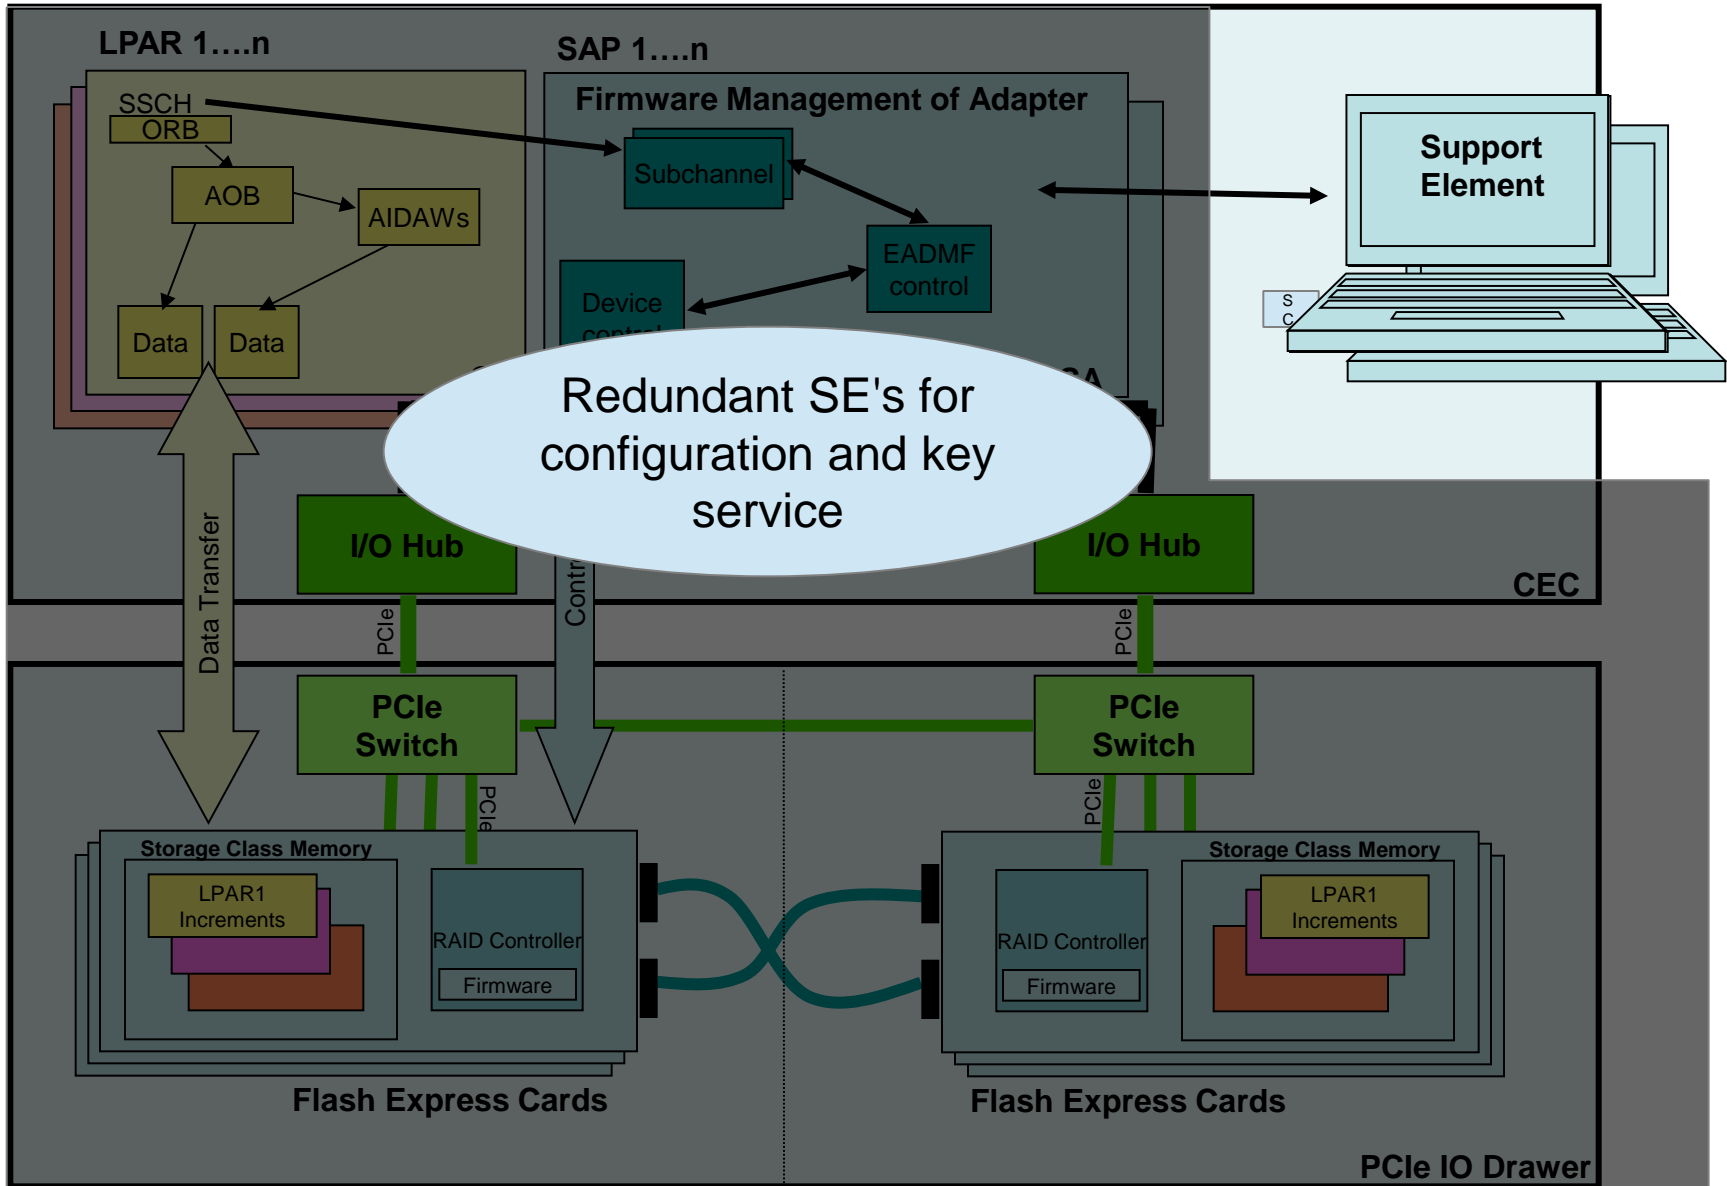 LPAR 1....n
SAP 1....n
SSCH
ORB
AOB
AIDAWs
Data
Data
Firmware Management of Adapter
Subchannel
EADMF
control
Device
control
Support
Element
S
C
Redundant SE's for
configuration and key
service
I/O Hub
I/O Hub
CEC
Data Transfer
PCIe
PCIe
PCIe
Switch
PCIe
Switch
PCIe
PCIe
Storage Class Memory
LPAR1
Increments
RAID Controller
Firmware
Storage Class Memory
LPAR1
Increments
RAID Controller
Firmware
Flash Express Cards
Flash Express Cards
PCIe IO Drawer